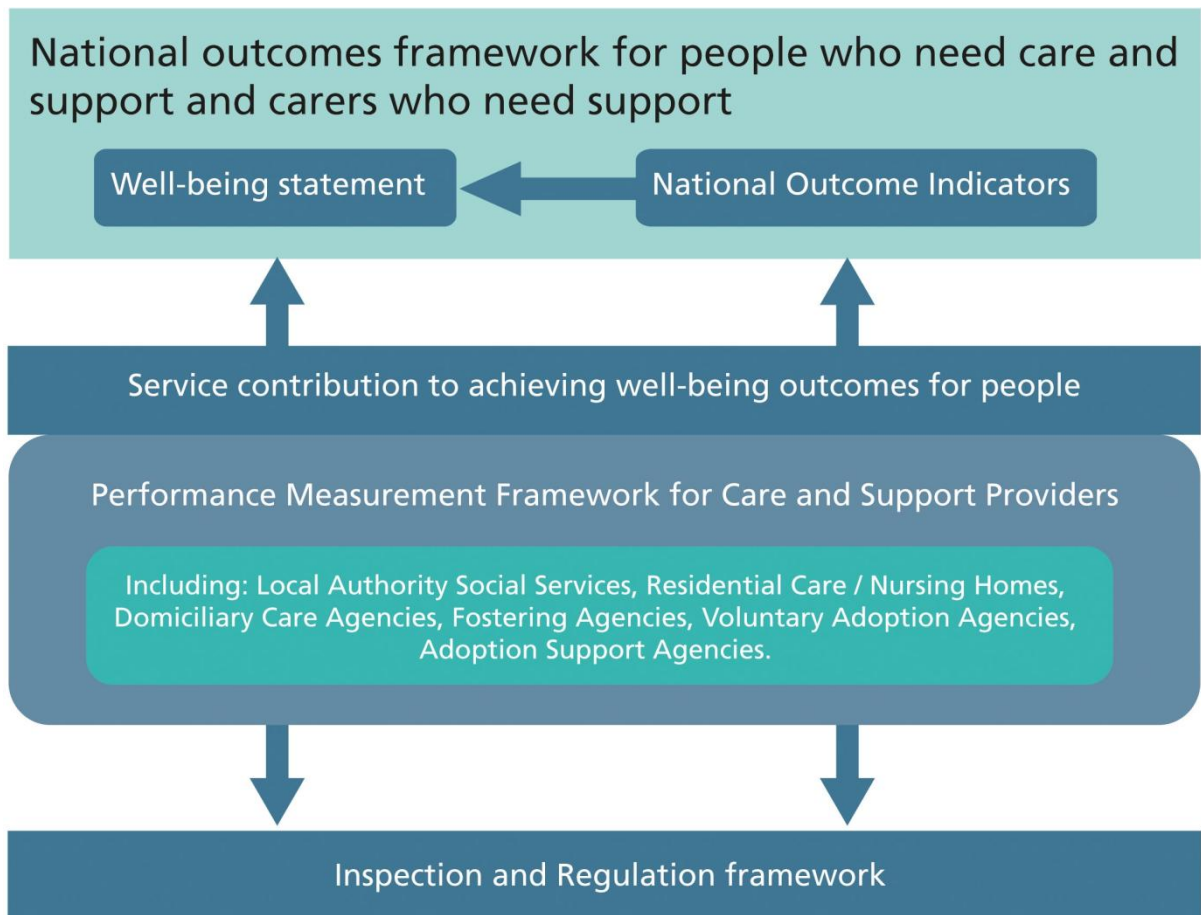 National outcomes framework for people who need care and
support and carers who need support
Well-being statement
National Outcome Indicators
Service contribution to achieving well-being outcomes for people
Performance Measurement Framework for Care and Support Providers
Including: Local Authority Social Services, Residential Care / Nursing Homes,
Domiciliary Care Agencies, Fostering Agencies, Voluntary Adoption Agencies,
Adoption Support Agencies.
Inspection and Regulation framework